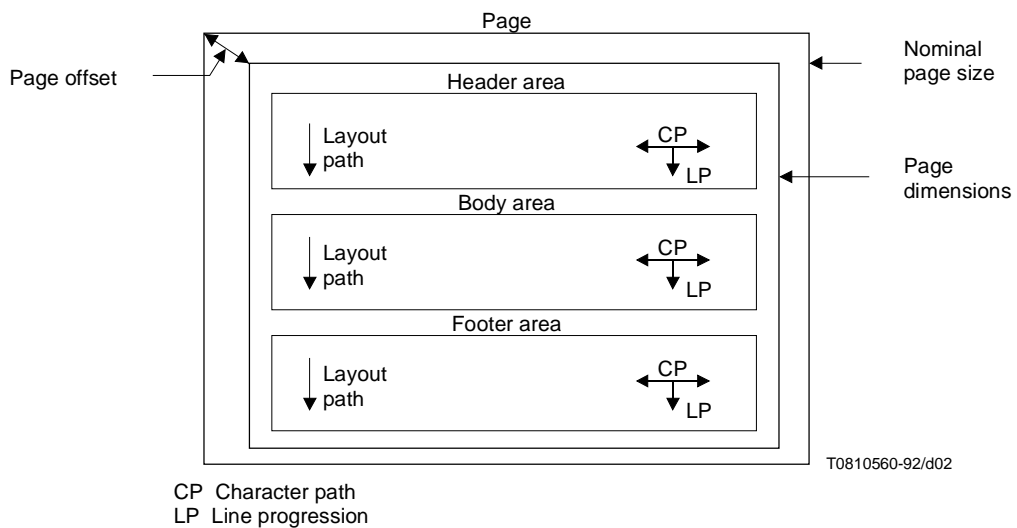 Page
Page offset
Nominal
page size
Header area
Layout
path
CP
LP
Page
dimensions
Body area
Layout
path
CP
LP
Footer area
Layout
path
CP
LP
T0810560-92/d02
CP Character path
LP Line progression